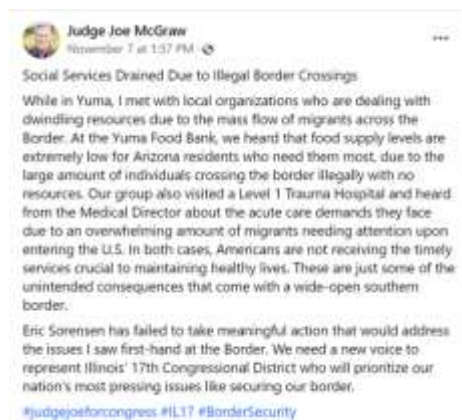 Judge Joe McGraw
November 7 at 1:37 PM ·
Social Services Drained Due to Illegal Border Crossings
While in Yuma, I met with local organizations who are dealing with
dwindling resources due to the mass flow of migrants across the
Border. At the Yuma Food Bank, we heard that food supply levels are
extremely low for Arizona residents who need them most, due to the
large amount of individuals crossing the border illegally with no
resources. Our group also visited a Level 1 Trauma Hospital and heard
from the Medical Director about the acute care demands they face
due to an overwhelming amount of migrants needing attention upon
entering the U.S. In both cases, Americans are not receiving the timely
services crucial to maintaining healthy lives. These are just some of the
unintended consequences that come with a wide-open southern
border.
Eric Sorensen has failed to take meaningful action that would address
the issues I saw first-hand at the Border. We need a new voice to
represent Illinois' 17th Congressional District who will prioritize our
nation's most pressing issues like securing our border.
#judgejoeforcongress #IL17 #BorderSecurity